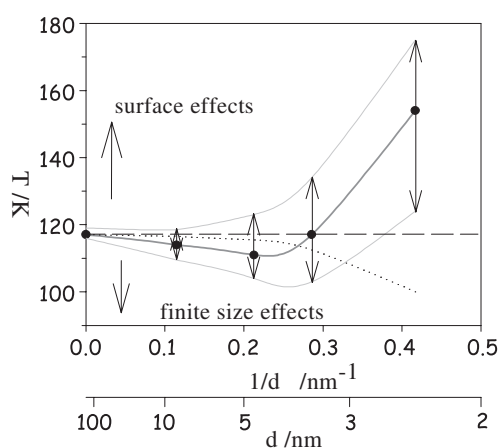 180
160
140
120
100
T /K
surface effects
finite size effects
0.0 0.1 0.2 0.3 0.4 0.5
1/d /nm⁻¹
100 10 5 3 2
d /nm